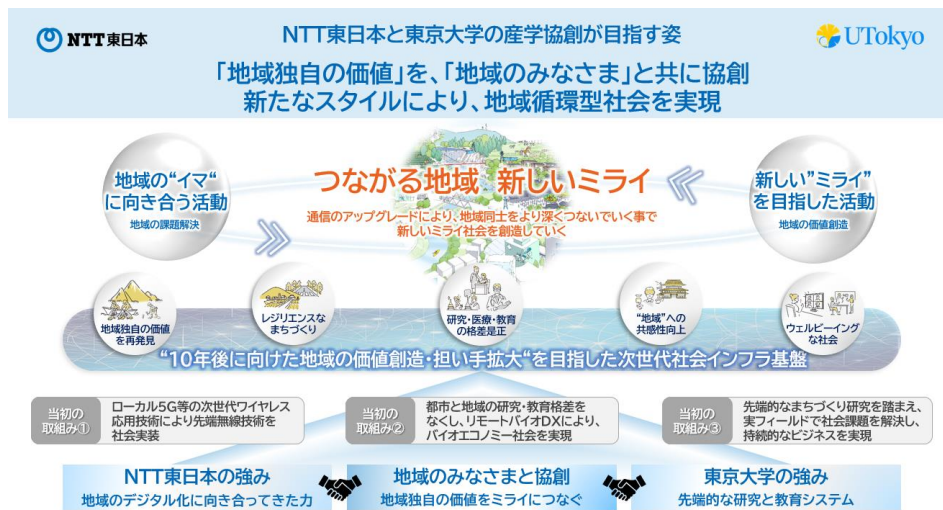 NTT東日本
NTT東日本と東京大学の産学協創が目指す姿
UTokyo
「地域独自の価値」を、「地域のみなさま」と共に協創
新たなスタイルにより、地域循環型社会を実現
地域の“イマ“
に向き合う活動
地域の課題解決
つながる地域 新しいミライ
通信のアップグレードにより、地域同士をより深くつないでいく事で
新しいミライ社会を創造していく
新しい”ミライ”
を目指した活動
地域の価値創造
地域独自の価値
を再発見
レジリエンスな
まちづくり
研究・医療・教育
の格差是正
“地域”への
共感性向上
ウェルビーイング
な社会
“10年後に向けた地域の価値創造・担い手拡大“を目指した次世代社会インフラ基盤
当初の
取組み①
ローカル5G等の次世代ワイヤレス
応用技術により先端無線技術を
社会実装
当初の
取組み②
都市と地域の研究・教育格差を
なくし、リモートバイオDXにより、
バイオエコノミー社会を実現
当初の
取組み③
先端的なまちづくり研究を踏まえ、
実フィールドで社会課題を解決し、
持続的なビジネスを実現
NTT東日本の強み
地域のデジタル化に向き合ってきた力
地域のみなさまと協創
地域独自の価値をミライにつなぐ
東京大学の強み
先端的な研究と教育システム